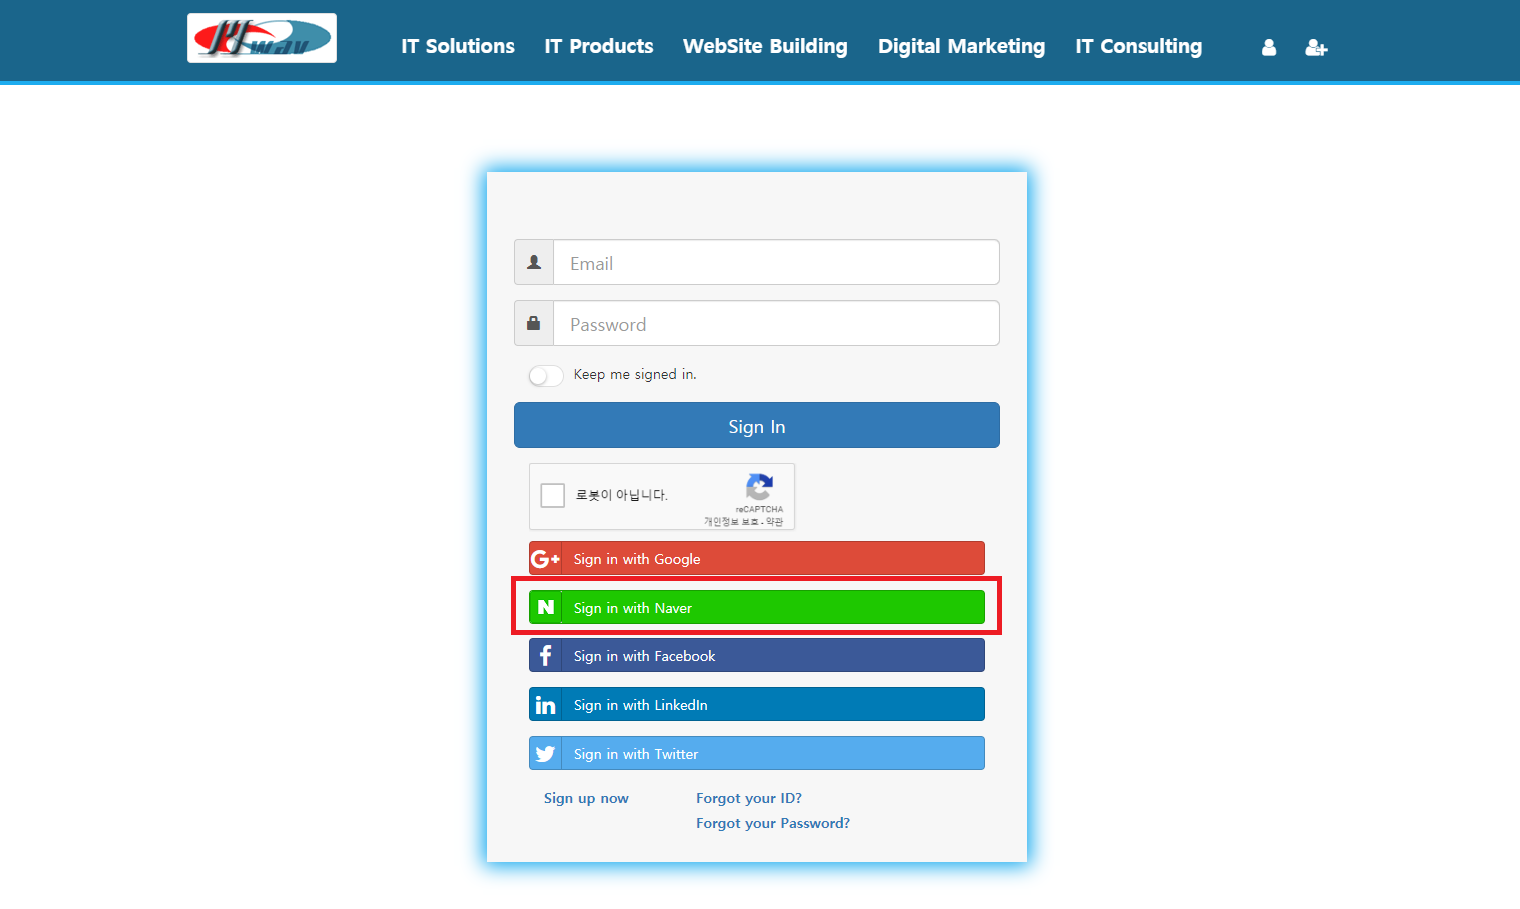 IT Solutions IT Products WebSite Building Digital Marketing IT Consulting
Email
Password
Keep me signed in.
Sign In
로봇이 아닙니다.
reCAPTCHA
개인정보 보호 - 약관
G+ Sign in with Google
N Sign in with Naver
f Sign in with Facebook
in Sign in with LinkedIn
Sign in with Twitter
Sign up now Forgot your ID?
Forgot your Password?